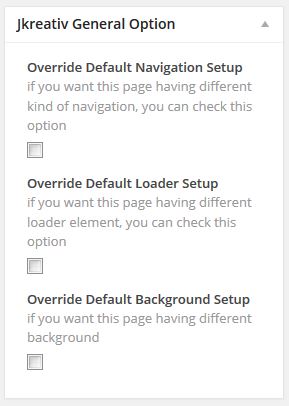 Jkreativ General Option
Override Default Navigation Setup
if you want this page having different
kind of navigation, you can check this
option
Override Default Loader Setup
if you want this page having different
loader element, you can check this
option
Override Default Background Setup
if you want this page having different
background